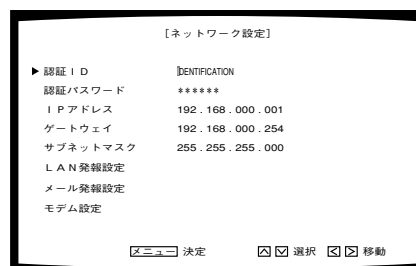 [ネットワーク設定]
▶ 認証ID IDENTIFICATION
認証パスワード ******
IPアドレス 192.168.000.001
ゲートウェイ 192.168.000.254
サブネットマスク 255.255.255.000
LAN発報設定
メール発報設定
モデム設定
メニュー 決定 ∧ ∨ 選択 < > 移動